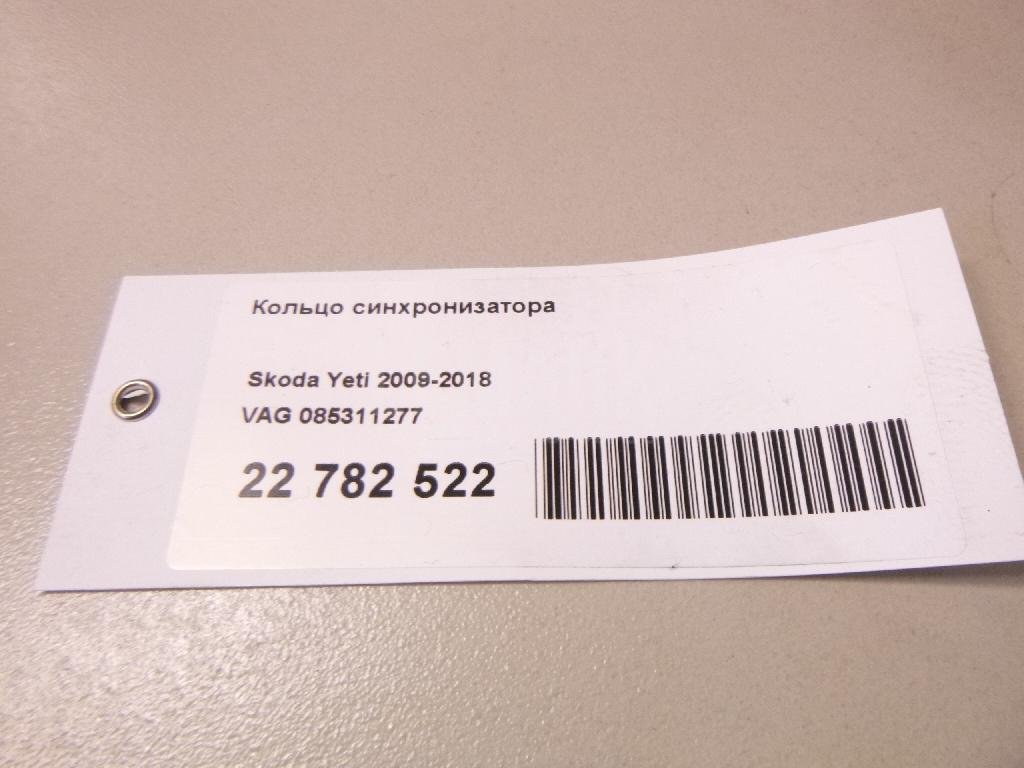 Кольцо синхронизатора
Skoda Yeti 2009-2018
VAG 085311277
22 782 522